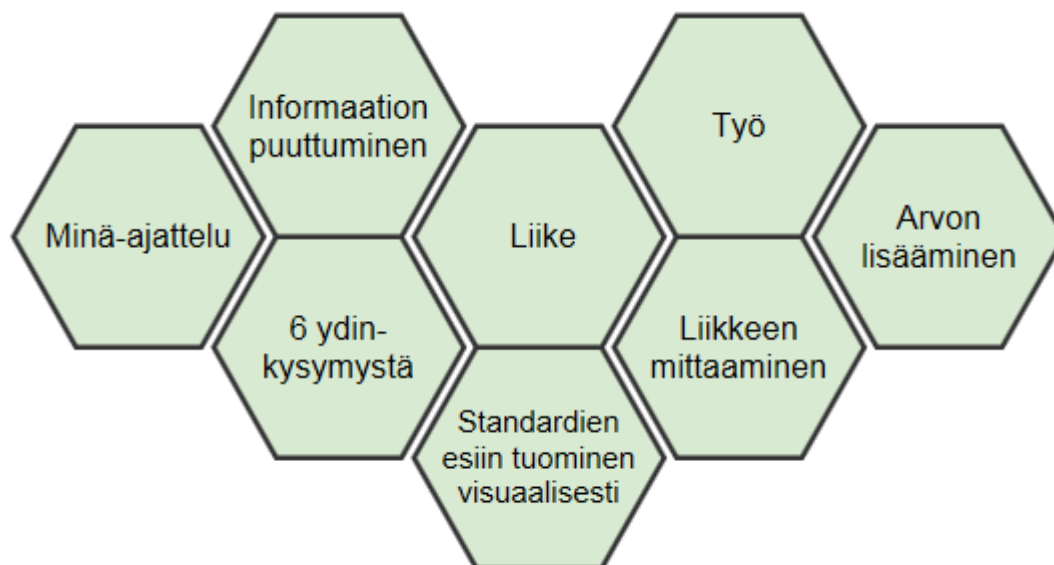 Informaation
puuttuminen
Työ
Minä-ajattelu
Liike
Arvon
lisääminen
6 ydin-
kysymystä
Liikkeen
mittaaminen
Standardien
esiin tuominen
visuaalisesti